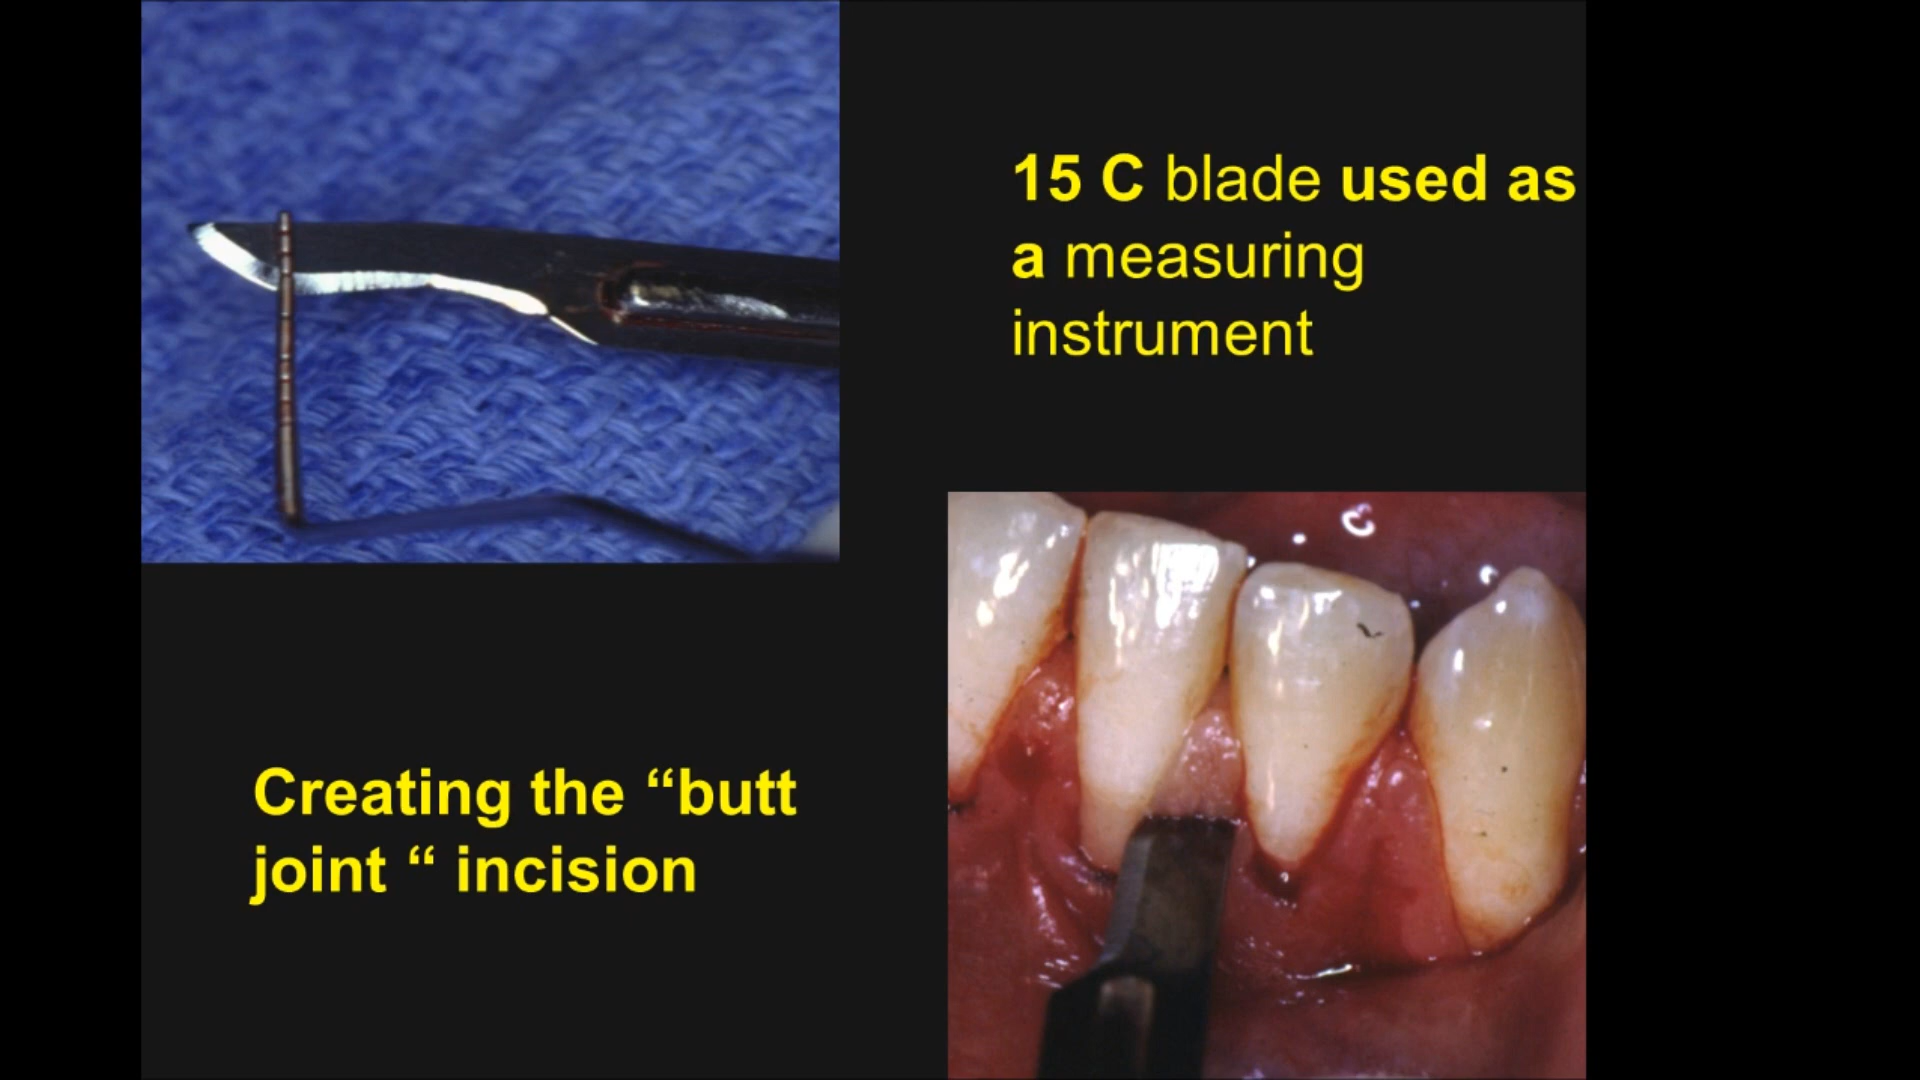 15 C blade used as
a measuring
instrument
Creating the “butt
joint “ incision